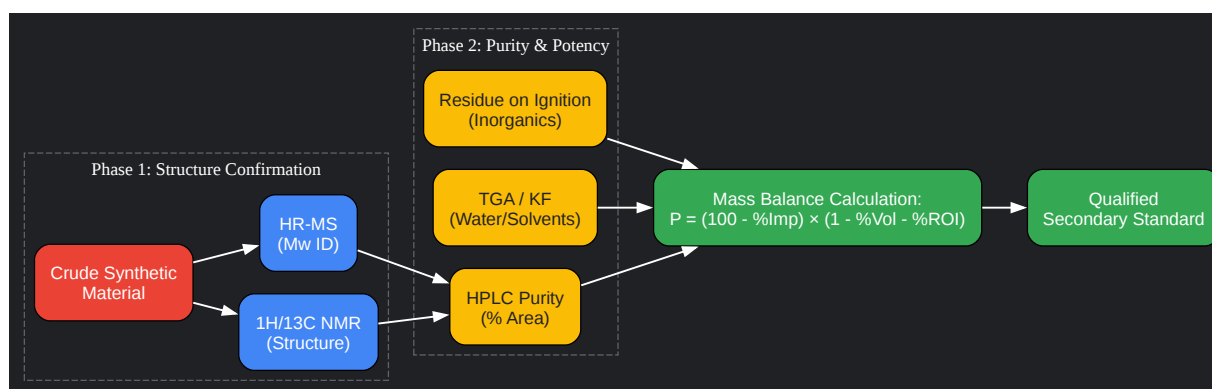 Phase 1: Structure Confirmation
Crude Synthetic
Material
HR-MS
(Mw ID)
1H/13C NMR
(Structure)
Phase 2: Purity & Potency
Residue on Ignition
(Inorganics)
TGA / KF
(Water/Solvents)
HPLC Purity
(% Area)
Mass Balance Calculation:
P = (100 - %Imp) × (1 - %Vol - %ROI)
Qualified
Secondary Standard